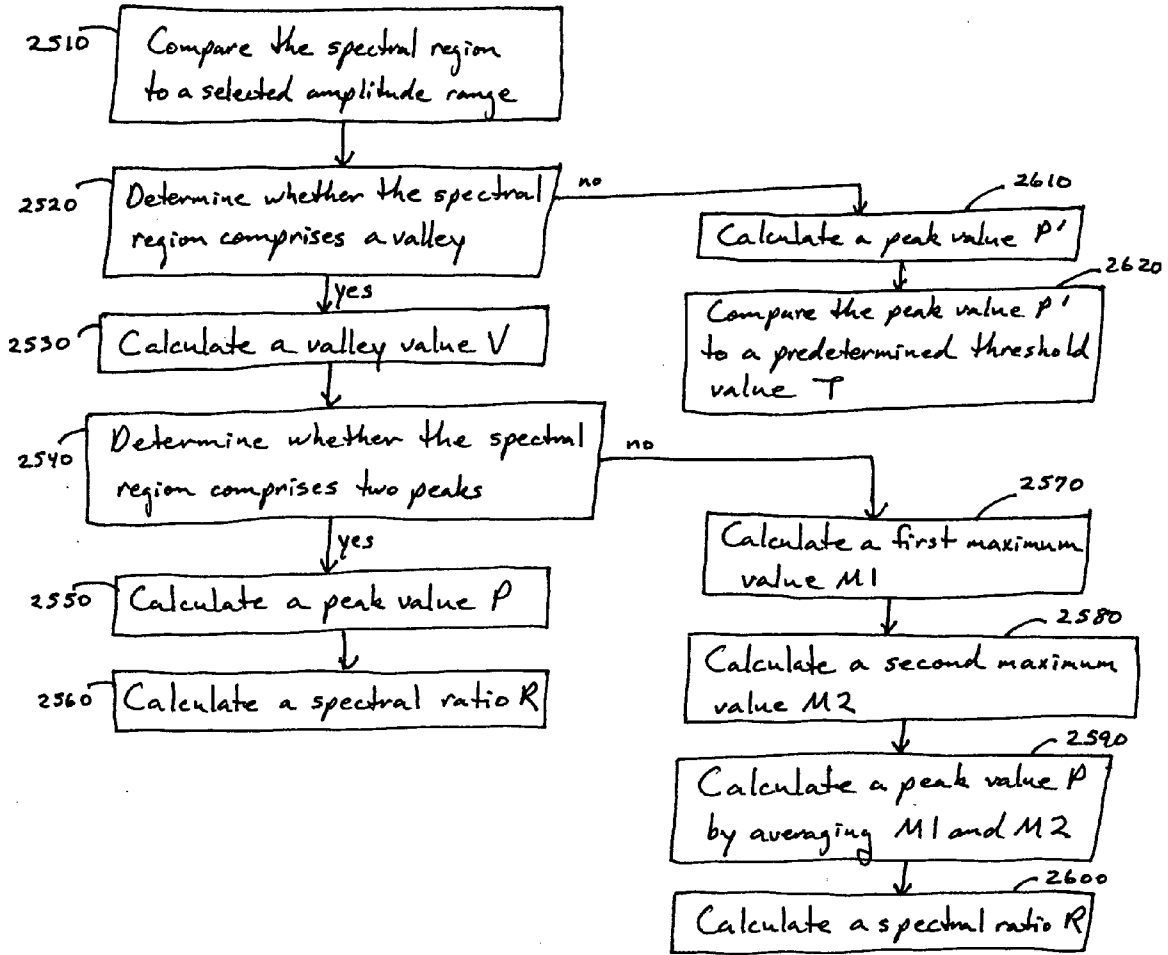 2510
Compare the spectral region
to a selected amplitude range
2520
Determine whether the spectral
region comprises a valley
no
yes
2610
Calculate a peak value P'
2620
Compare the peak value P'
to a predetermined threshold
value T
2530
Calculate a valley value V
2540
Determine whether the spectral
region comprises two peaks
no
yes
2550
Calculate a peak value P
2560
Calculate a spectral ratio R
2570
Calculate a first maximum
value M1
2580
Calculate a second maximum
value M2
2590
Calculate a peak value P
by averaging M1 and M2
2600
Calculate a spectral ratio R